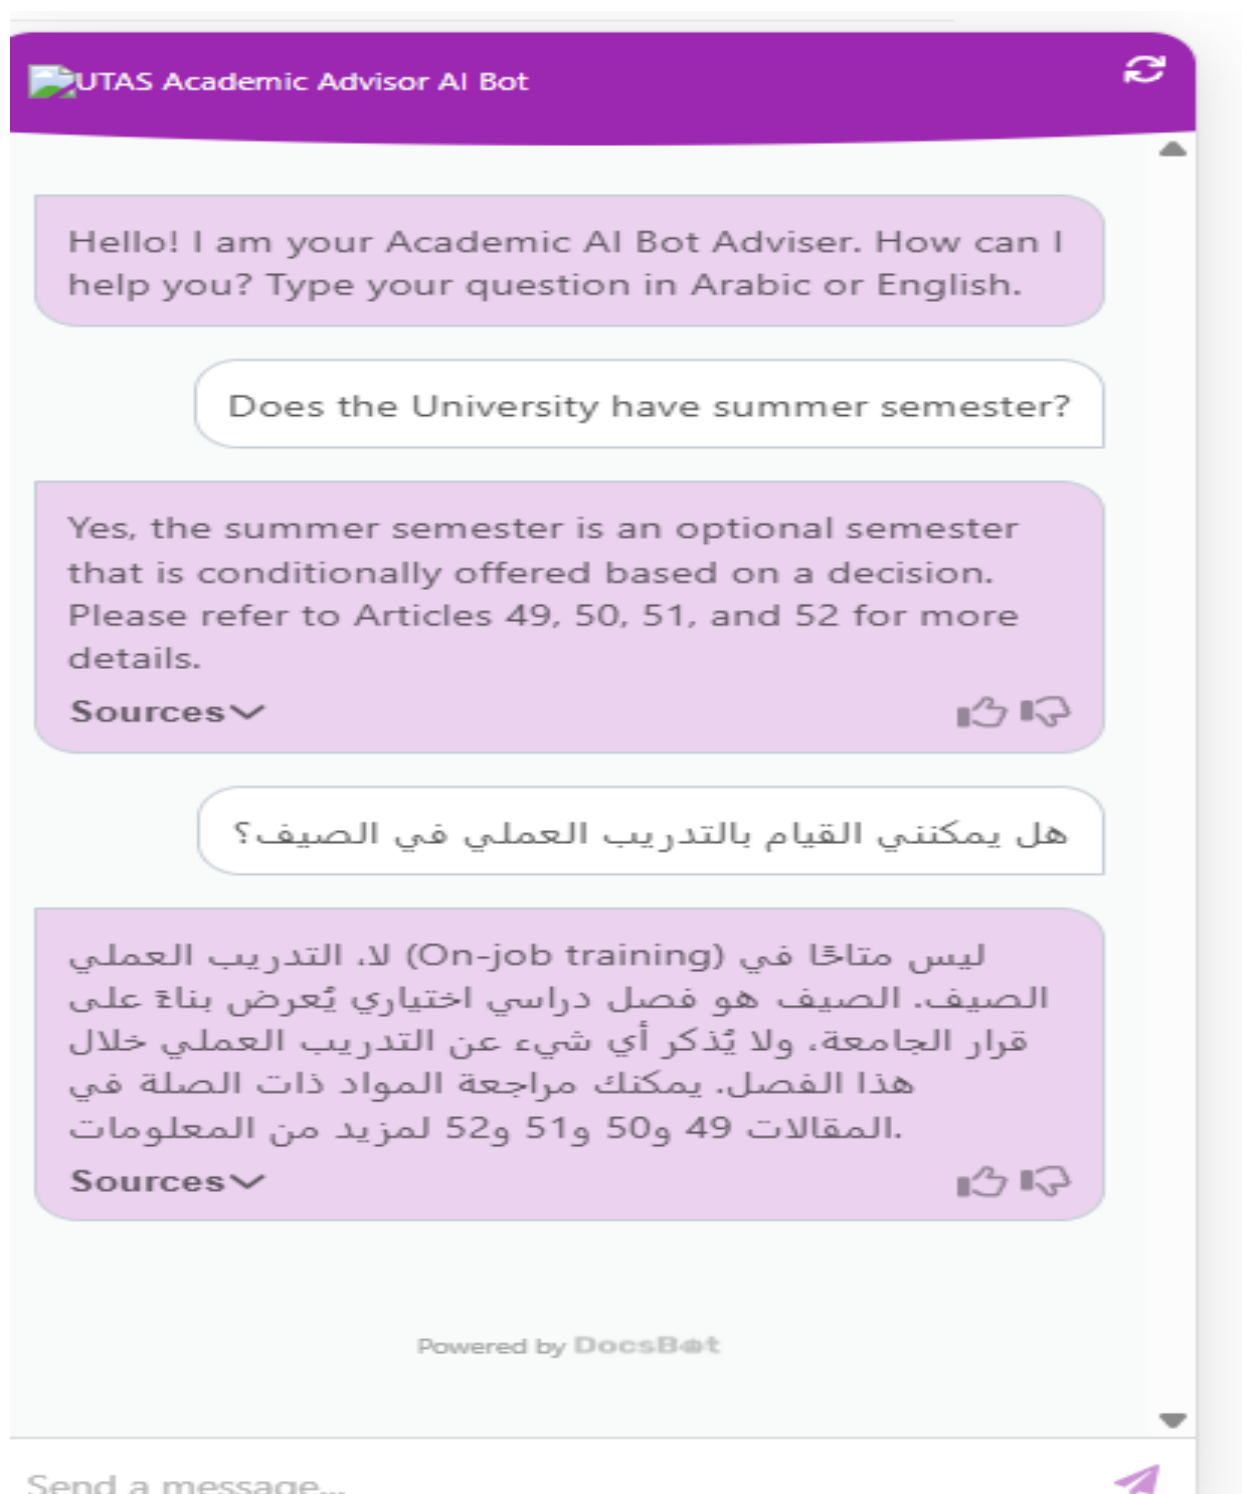 UTAS Academic Advisor AI Bot
Hello! I am your Academic AI Bot Adviser. How can I
help you? Type your question in Arabic or English.
Does the University have summer semester?
Yes, the summer semester is an optional semester
that is conditionally offered based on a decision.
Please refer to Articles 49, 50, 51, and 52 for more
details.
Sources
هل يمكنني القيام بالتدريب العملي في الصيف؟
ليس متاحًا في (On-job training) لا، التدريب العملي
الصيف. الصيف هو فصل دراسي اختياري يُعرض بناءً على
قرار الجامعة، ولا يُذكر أي شيء عن التدريب العملي خلال
هذا الفصل. يمكنك مراجعة المواد ذات الصلة في
.المقالات 49 و50 و51 و52 لمزيد من المعلومات
Sources
Powered by DocsBot
Send a message...